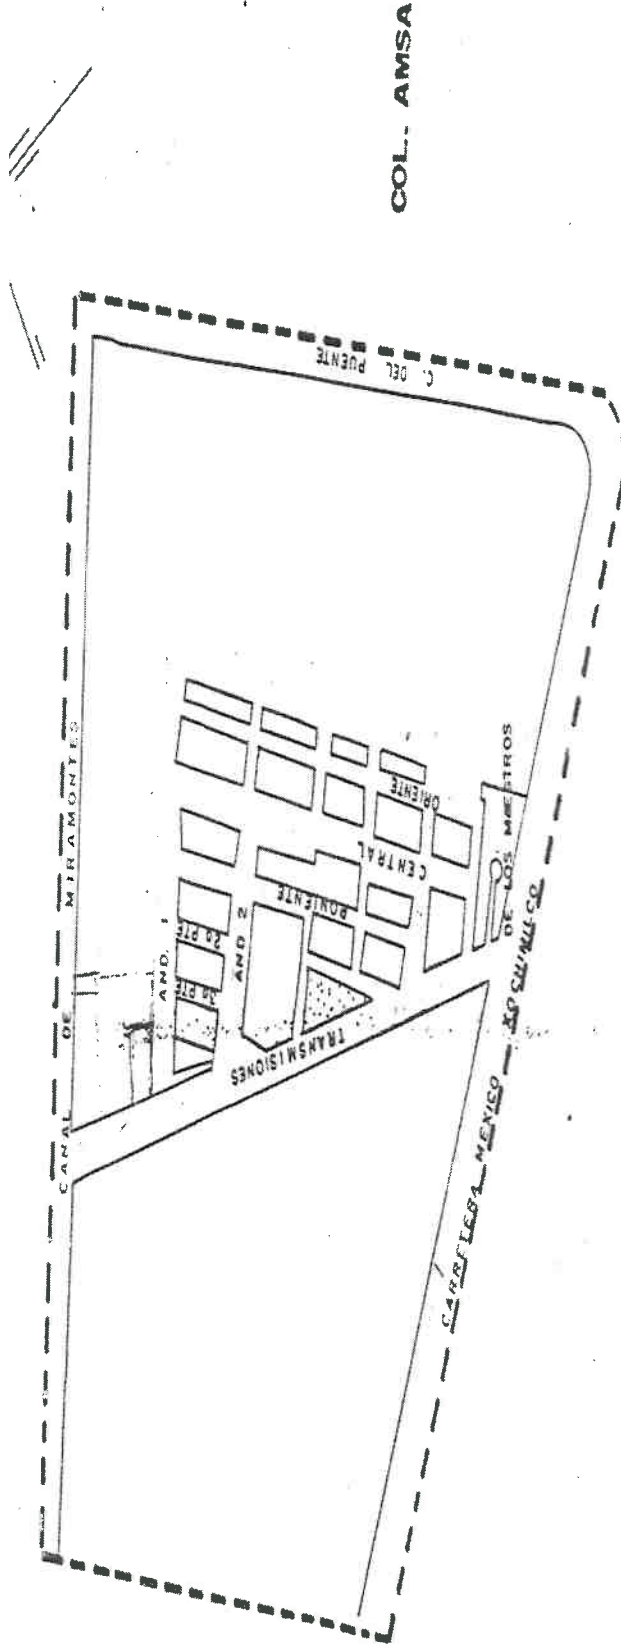 COL.. AMSA
C. DEL PUENTE
CANAL DE MIRAMONTES
AND. 1
AND 2
2a PTE
3a PTE
PONIENTE
CENTRAL
ORIENTE
TRANSMISIONES
DE LOS MAESTROS
CARRETERA MEXICO XOCHIMILCO